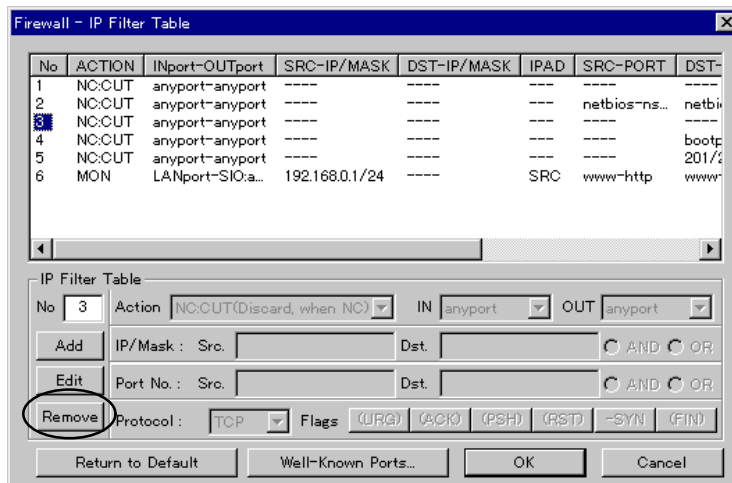 Firewall - IP Filter Table
No ACTION INport-OUTport SRC-IP/MASK DST-IP/MASK IPAD SRC-PORT DST-
1 NC:CUT anyport-anyport ---- ---- --- ---- ----
2 NC:CUT anyport-anyport ---- ---- --- netbios-ns... netbi
3 NC:CUT anyport-anyport ---- ---- --- ---- ----
4 NC:CUT anyport-anyport ---- ---- --- ---- bootp
5 NC:CUT anyport-anyport ---- ---- --- ---- 201/2
6 MON LANport-SIO:a... 192.168.0.1/24 ---- SRC www-http www-
IP Filter Table
No 3 Action NC:CUT(Discard, when NC) IN anyport OUT anyport
Add IP/Mask : Src. Dst. AND OR
Edit Port No. : Src. Dst. AND OR
Remove Protocol : TCP Flags (URG) (ACK) (PSH) (RST) -SYN (FIN)
Return to Default Well-Known Ports... OK Cancel